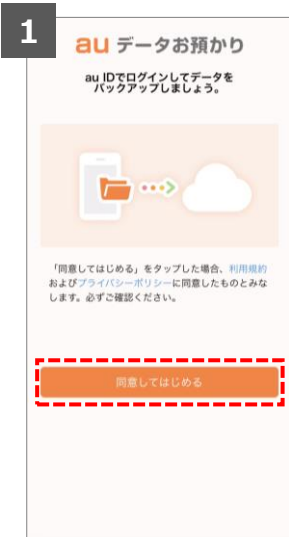 1
au データお預かり
au IDでログインしてデータを
バックアップしましょう。
「同意してはじめる」をタップした場合、利用規約
およびプライバシーポリシーに同意したものとみな
します。必ずご確認ください。
同意してはじめる